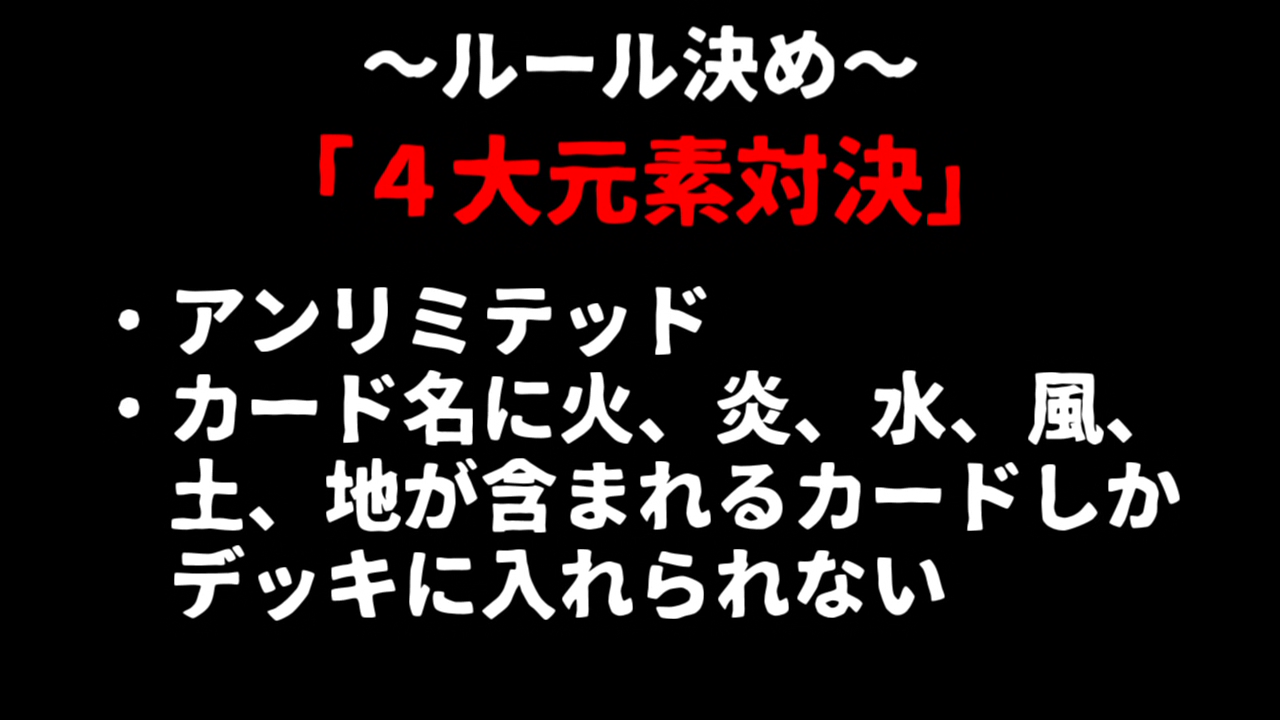 ～ルール決め～
「４大元素対決」
・アンリミテッド
・カード名に火、炎、水、風、
土、地が含まれるカードしか
デッキに入れられない